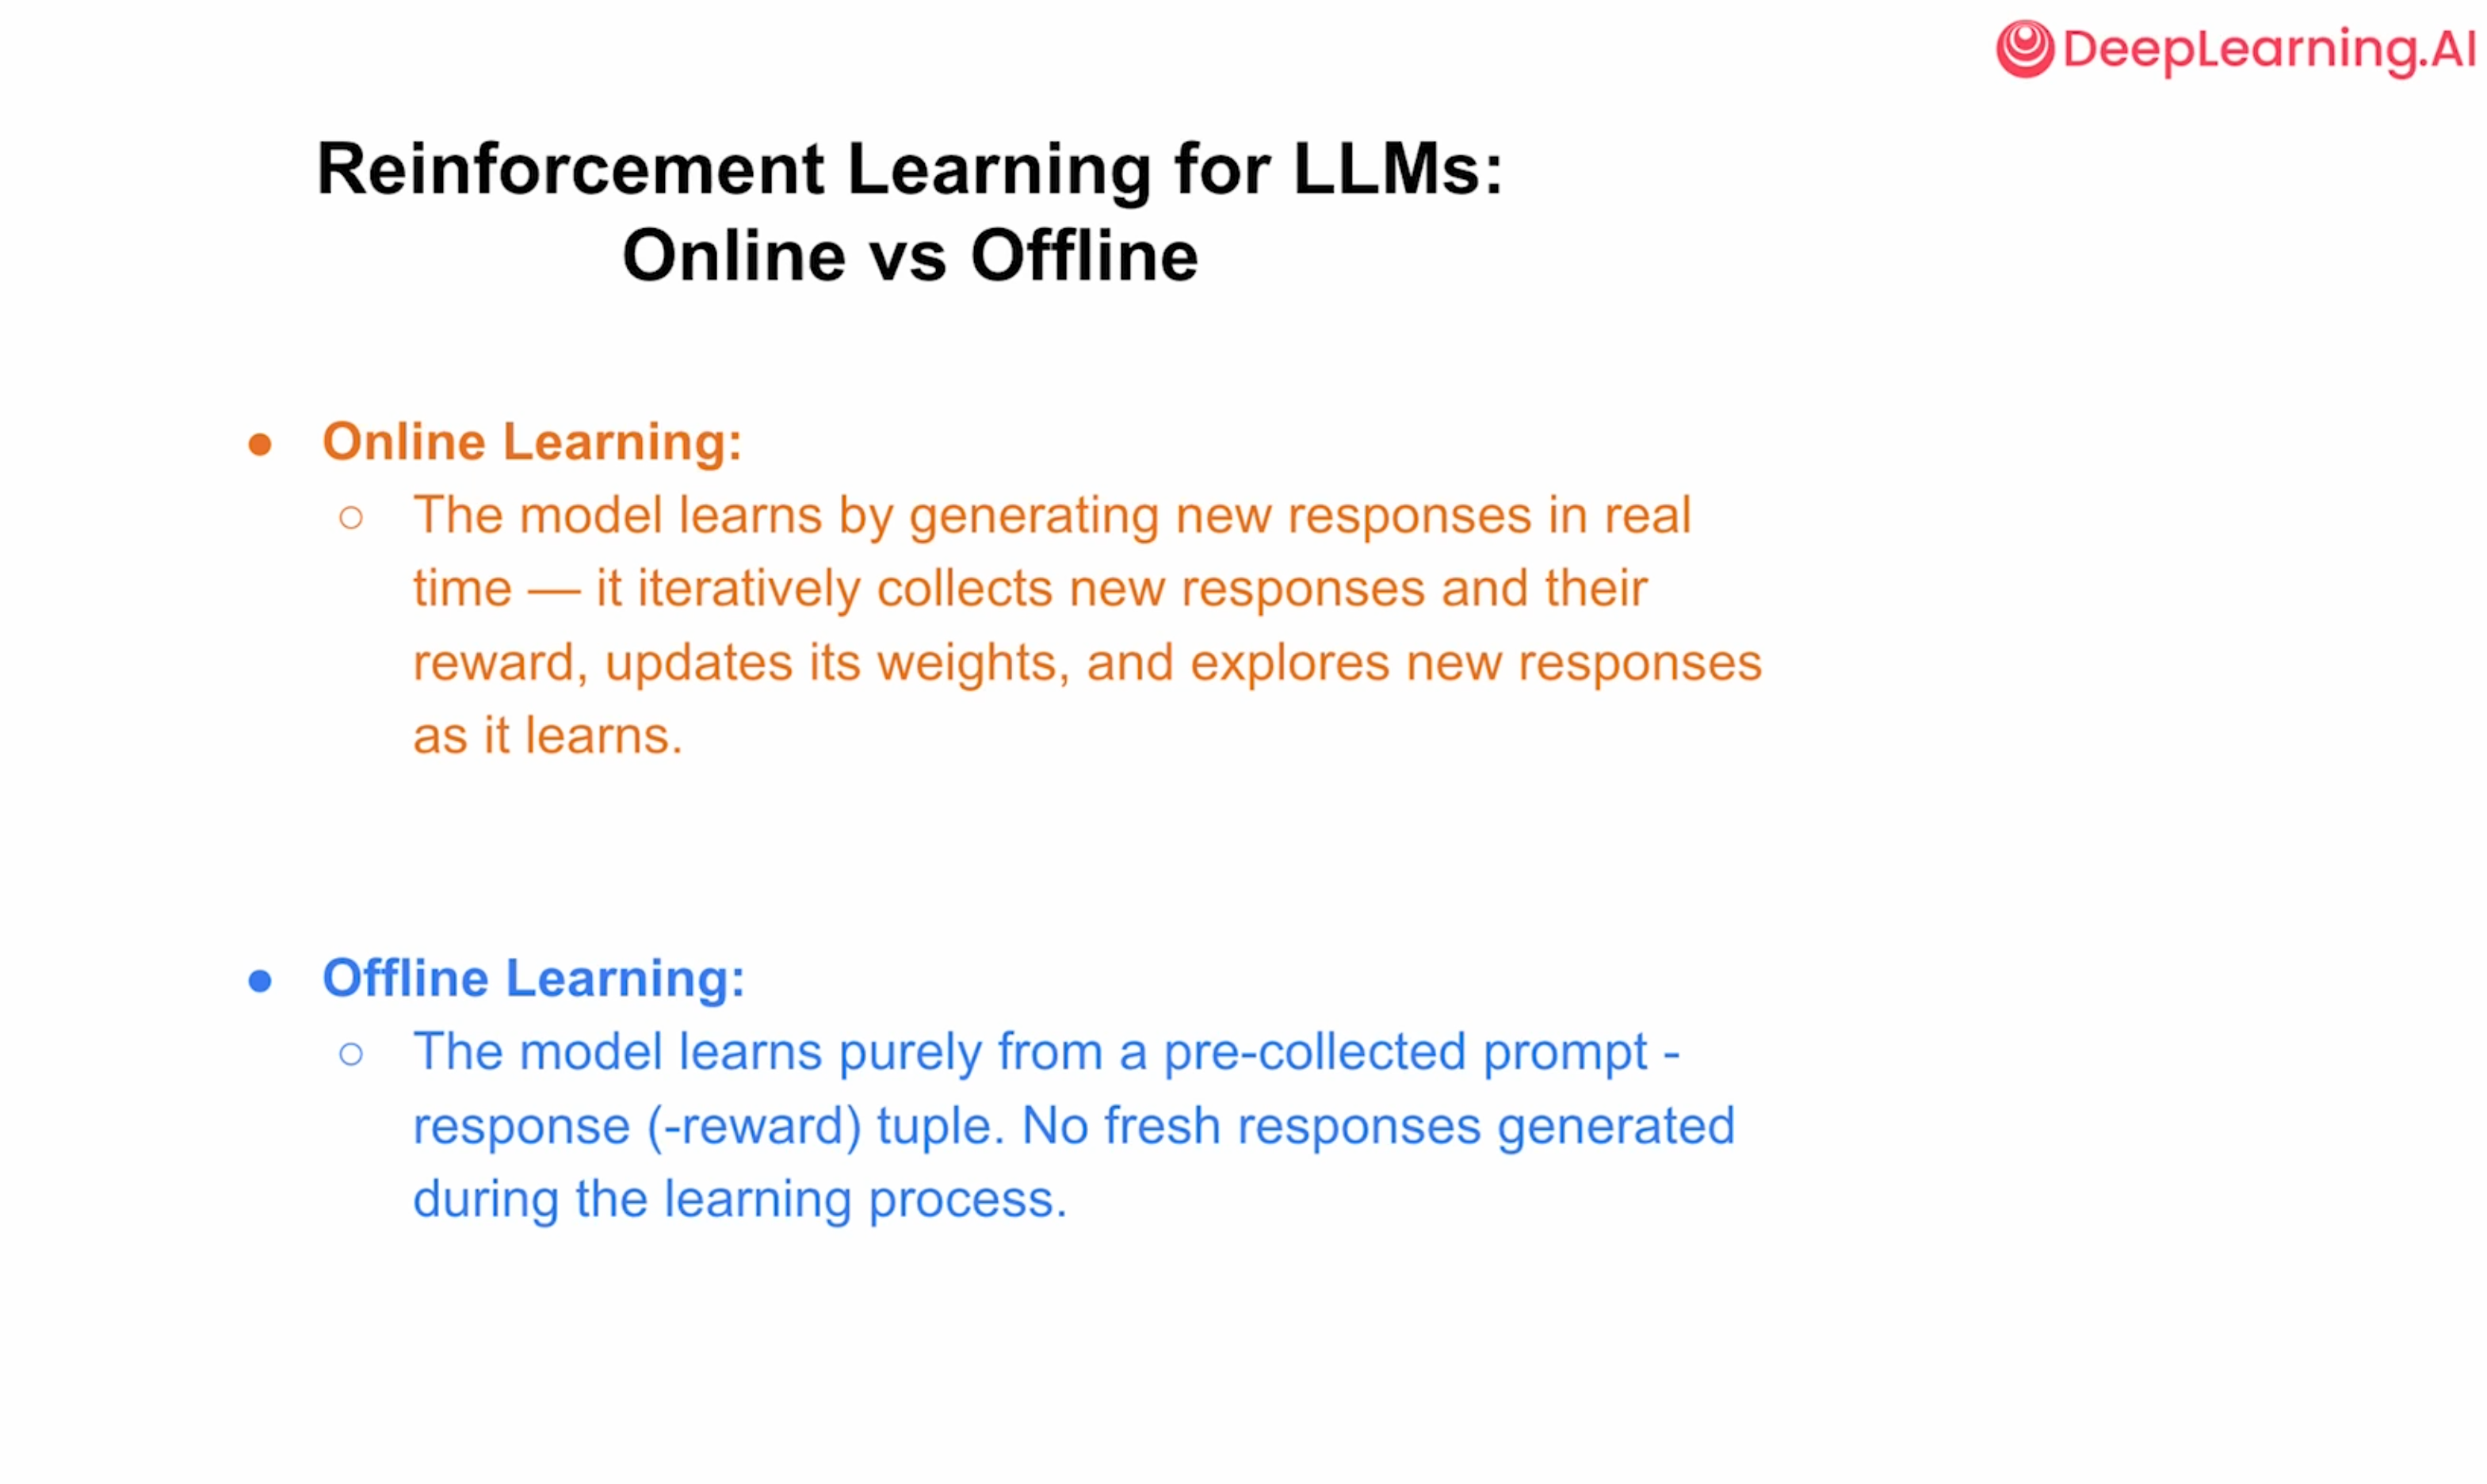 DeepLearning.AI
Reinforcement Learning for LLMs:
Online vs Offline
● Online Learning:
○ The model learns by generating new responses in real
time — it iteratively collects new responses and their
reward, updates its weights, and explores new responses
as it learns.
● Offline Learning:
○ The model learns purely from a pre-collected prompt -
response (-reward) tuple. No fresh responses generated
during the learning process.